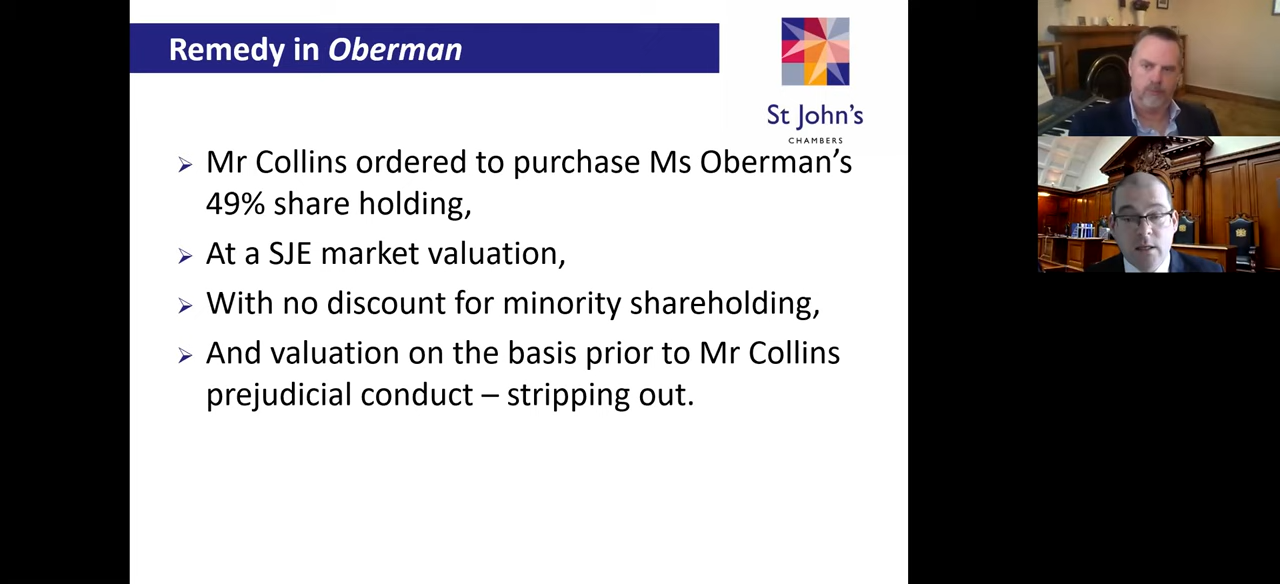 Remedy in Oberman
St John's
CHAMBERS
➢ Mr Collins ordered to purchase Ms Oberman’s
49% share holding,
➢ At a SJE market valuation,
➢ With no discount for minority shareholding,
➢ And valuation on the basis prior to Mr Collins
prejudicial conduct – stripping out.